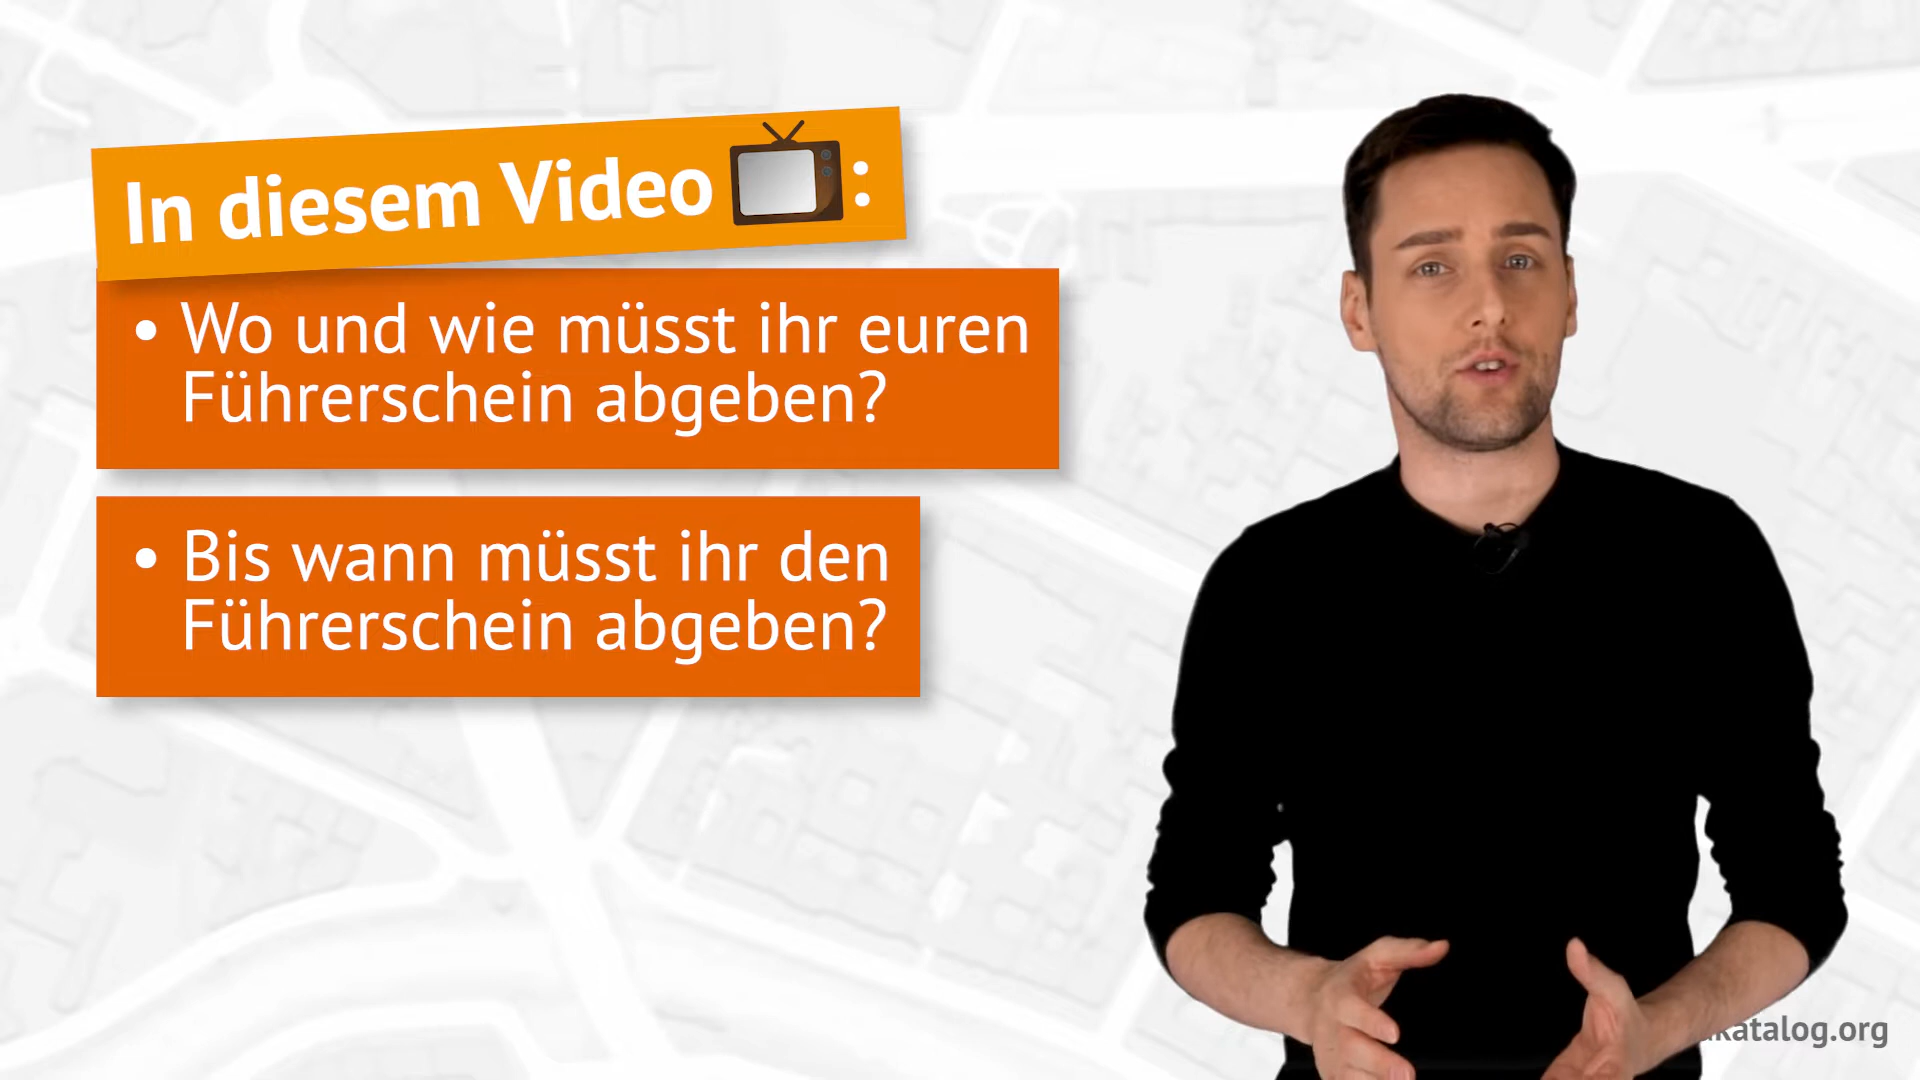 In diesem Video :
• Wo und wie müsst ihr euren
Führerschein abgeben?
• Bis wann müsst ihr den
Führerschein abgeben?
katalog.org